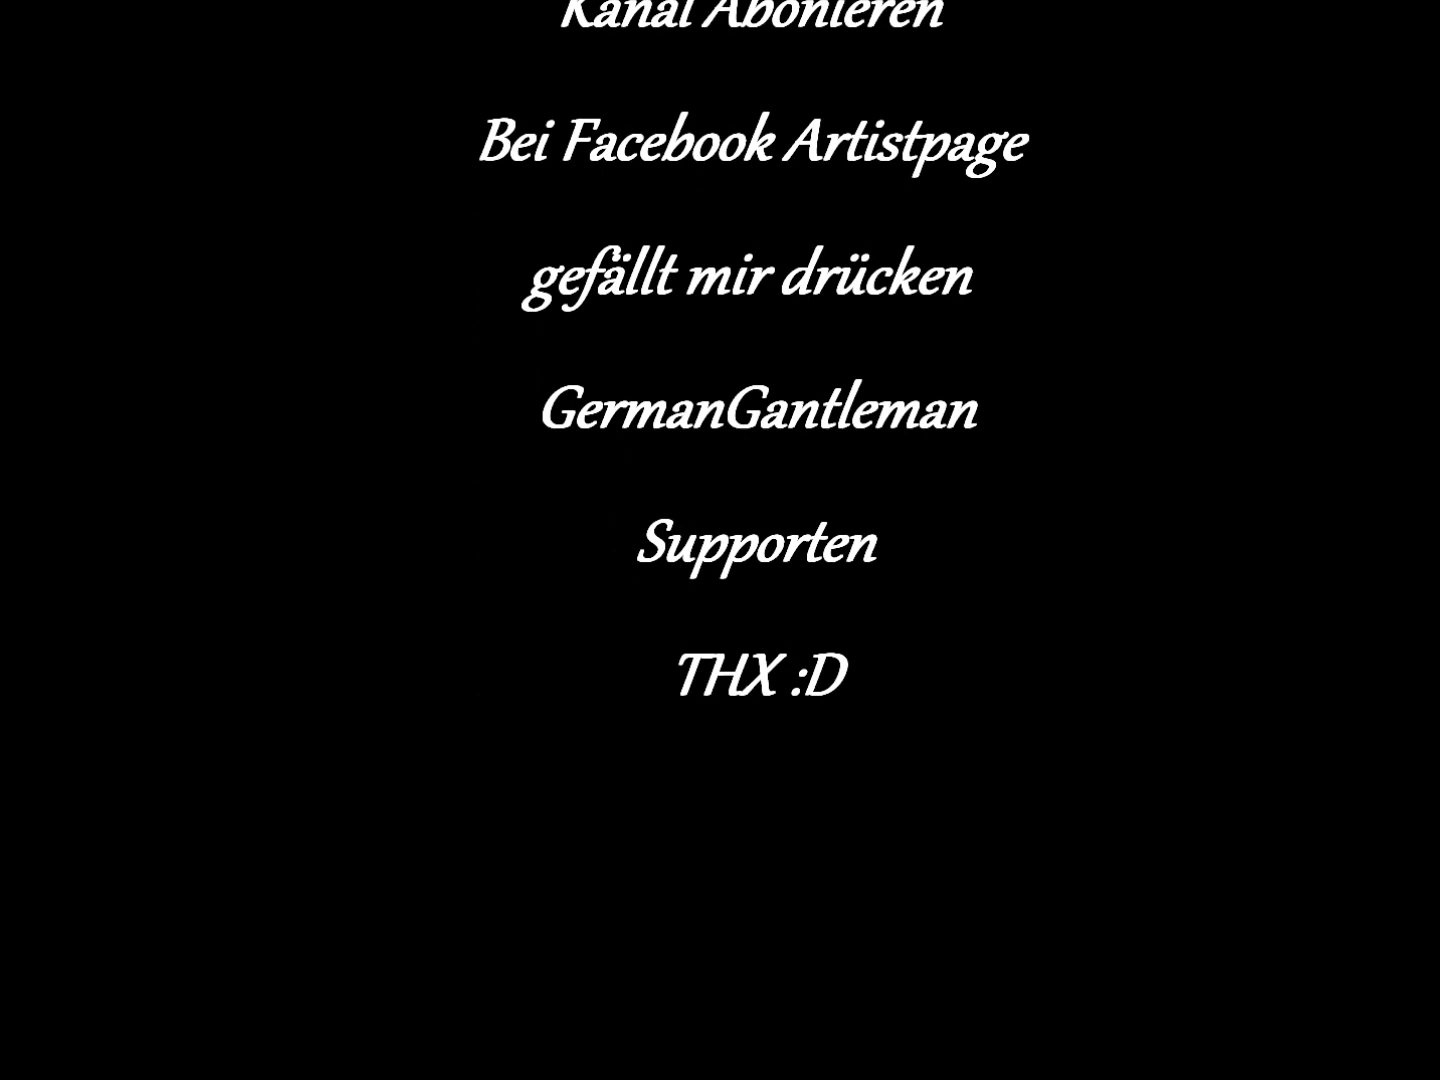 Kanal Abonieren
Bei Facebook Artistpage
gefällt mir drücken
GermanGantleman
Supporten
THX :D